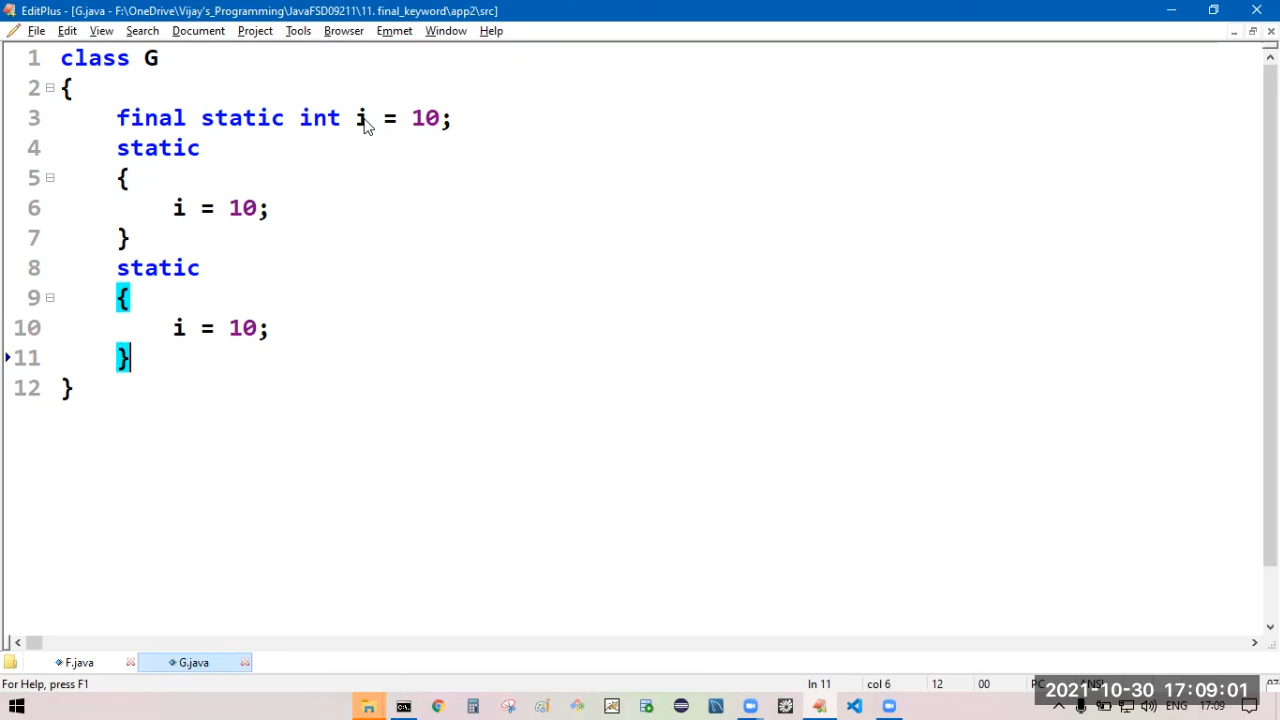 EditPlus - [G.java - F:\OneDrive\Vijay's_Programming\JavaFSD09211\11. final_keyword\app2\src]
File Edit View Search Document Project Tools Browser Emmet Window Help
1 class G
2 {
3 final static int i = 10;
4 static
5 {
6 i = 10;
7 }
8 static
9 {
10 i = 10;
11 }
12 }
F.java G.java
For Help, press F1 ln 11 col 6 12 00 PC ANSI
2021-10-30 17:09:01
ENG 17:09